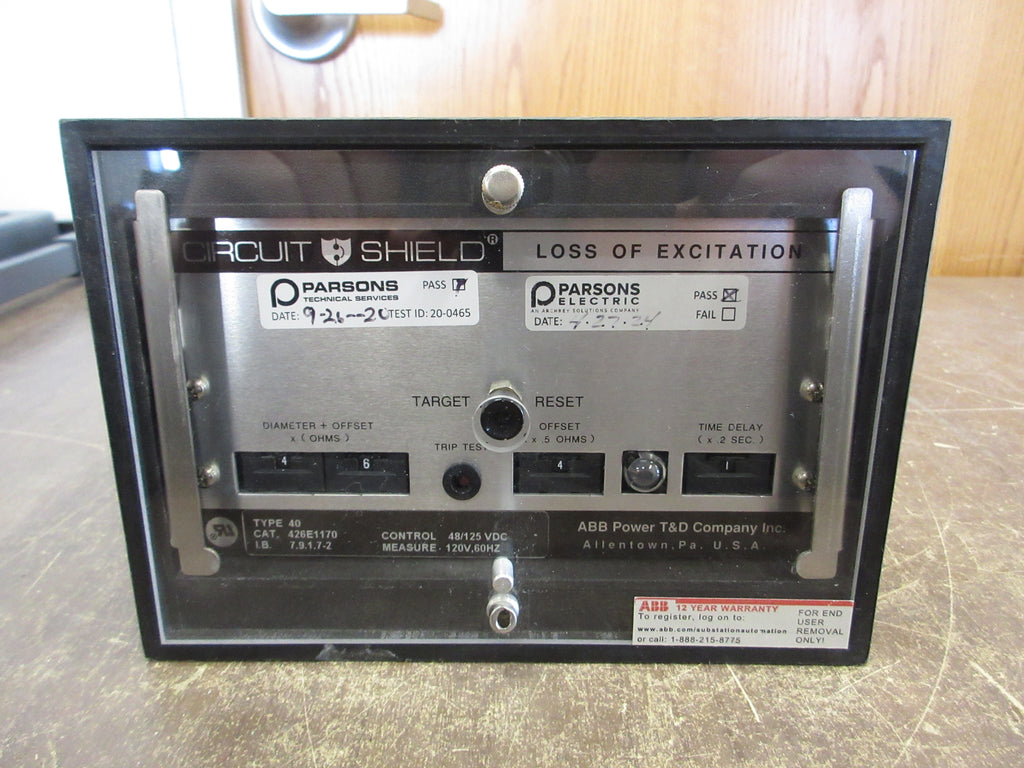 CIRCUIT SHIELD® LOSS OF EXCITATION
PARSONS
TECHNICAL SERVICES
PASS
DATE: 9-26-20 TEST ID: 20-0465
PARSONS
ELECTRIC
AN ARCHKEY SOLUTIONS COMPANY
PASS
FAIL
DATE: 27.24
TARGET RESET
DIAMETER + OFFSET
x (OHMS)
TRIP TEST
OFFSET
x .5 OHMS)
TIME DELAY
(x .2 SEC.)
4 6 4 1
TYPE 40
CAT. 426E1170
I.B. 7.9.1.7-2
CONTROL 48/125 VDC
MEASURE 120V,60HZ
ABB Power T&D Company Inc.
Allentown, Pa. U.S.A
ABB 12 YEAR WARRANTY
To register, log on to:
www.abb.com/substationautomation
or call: 1-888-215-8775
FOR END
USER
REMOVAL
ONLY!